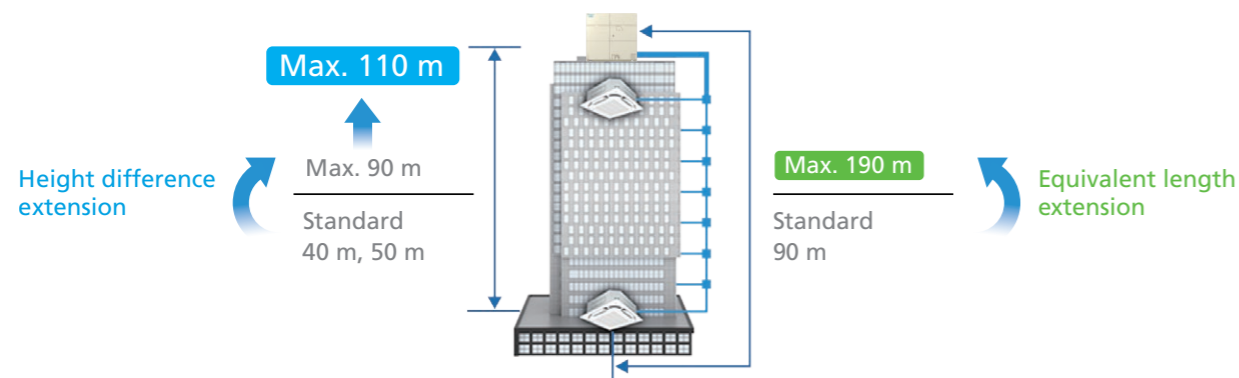 Max. 110 m
Max. 90 m
Height difference
extension
Standard
40 m, 50 m
Max. 190 m
Standard
90 m
Equivalent length
extension